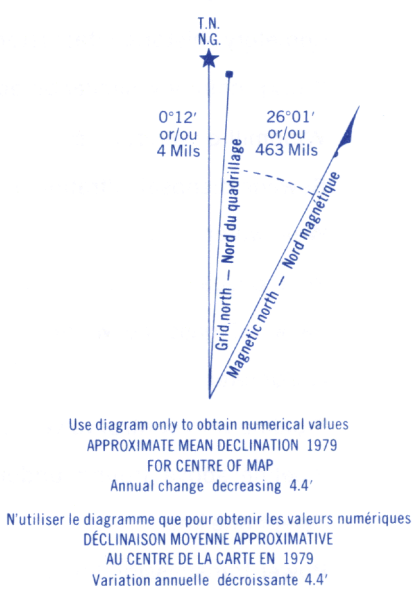 T.N.
N.G.
0°12′
or/ou
4 Mils
26°01′
or/ou
463 Mils
Grid north – Nord du quadrillage
Magnetic north – Nord magnétique
Use diagram only to obtain numerical values
APPROXIMATE MEAN DECLINATION 1979
FOR CENTRE OF MAP
Annual change decreasing 4.4′
N'utiliser le diagramme que pour obtenir les valeurs numériques
DÉCLINAISON MOYENNE APPROXIMATIVE
AU CENTRE DE LA CARTE EN 1979
Variation annuelle décroissante 4.4′